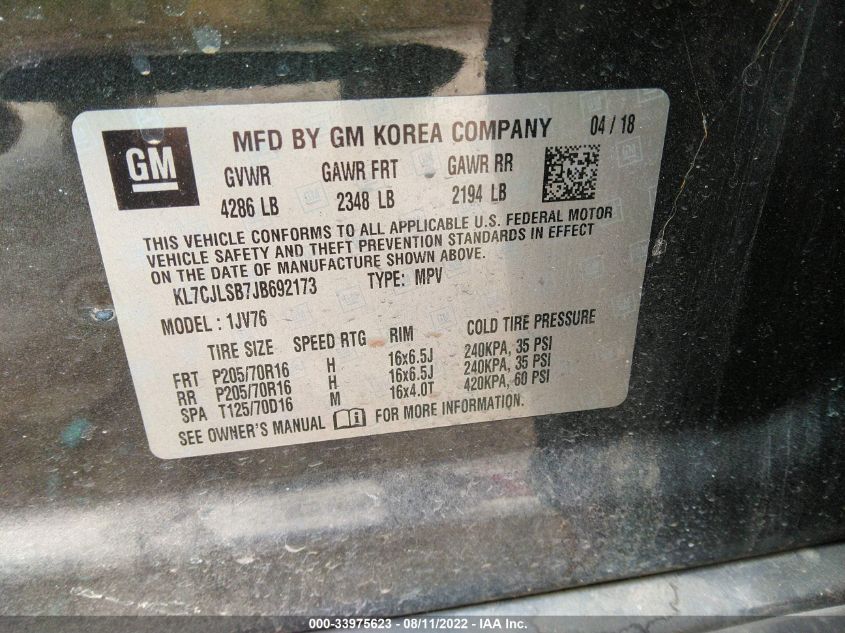 GM
MFD BY GM KOREA COMPANY 04 / 18
GVWR GAWR FRT GAWR RR
4286 LB 2348 LB 2194 LB
THIS VEHICLE CONFORMS TO ALL APPLICABLE U.S. FEDERAL MOTOR
VEHICLE SAFETY AND THEFT PREVENTION STANDARDS IN EFFECT
ON THE DATE OF MANUFACTURE SHOWN ABOVE.
KL7CJLSB7JB692173 TYPE: MPV
MODEL : 1JV76
TIRE SIZE SPEED RTG RIM COLD TIRE PRESSURE
FRT P205/70R16 H 16x6.5J 240KPA, 35 PSI
RR P205/70R16 H 16x6.5J 240KPA, 35 PSI
SPA T125/70D16 M 16x4.0T 420KPA, 60 PSI
SEE OWNER'S MANUAL FOR MORE INFORMATION.
000-33975623 - 08/11/2022 - IAA Inc.